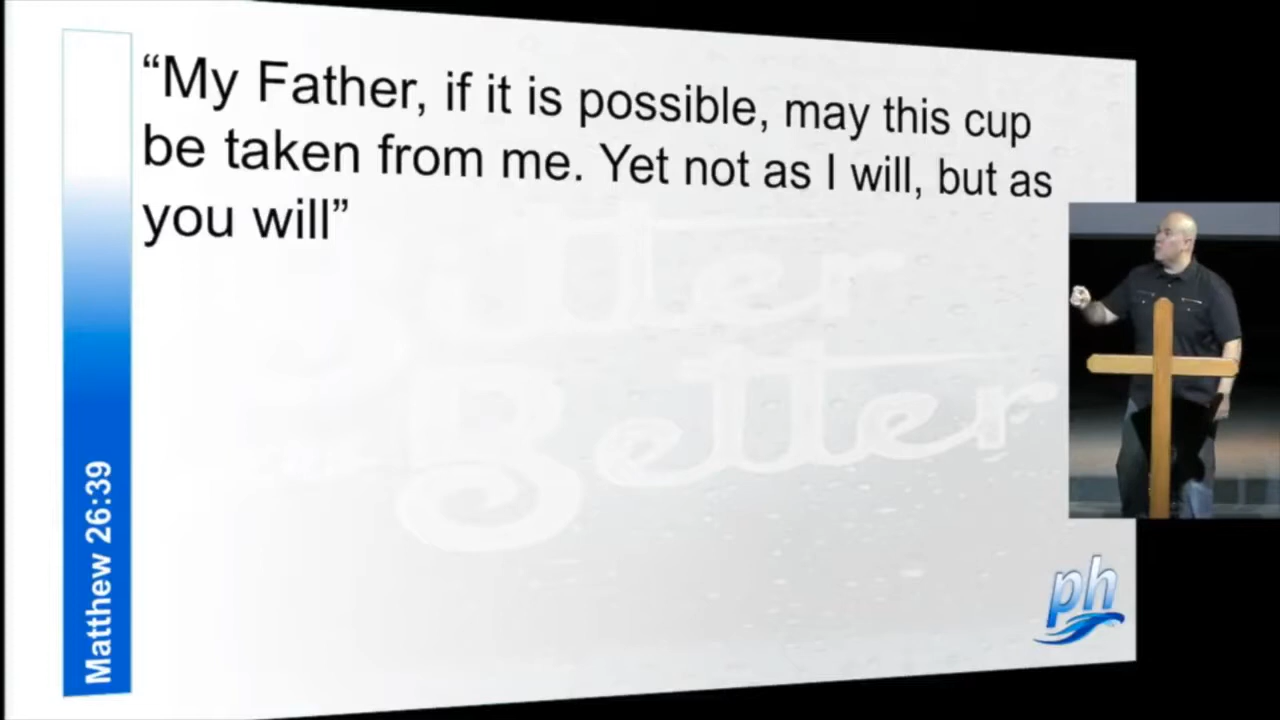 “My Father, if it is possible, may this cup
be taken from me. Yet not as I will, but as
you will”
Better
Matthew 26:39
ph